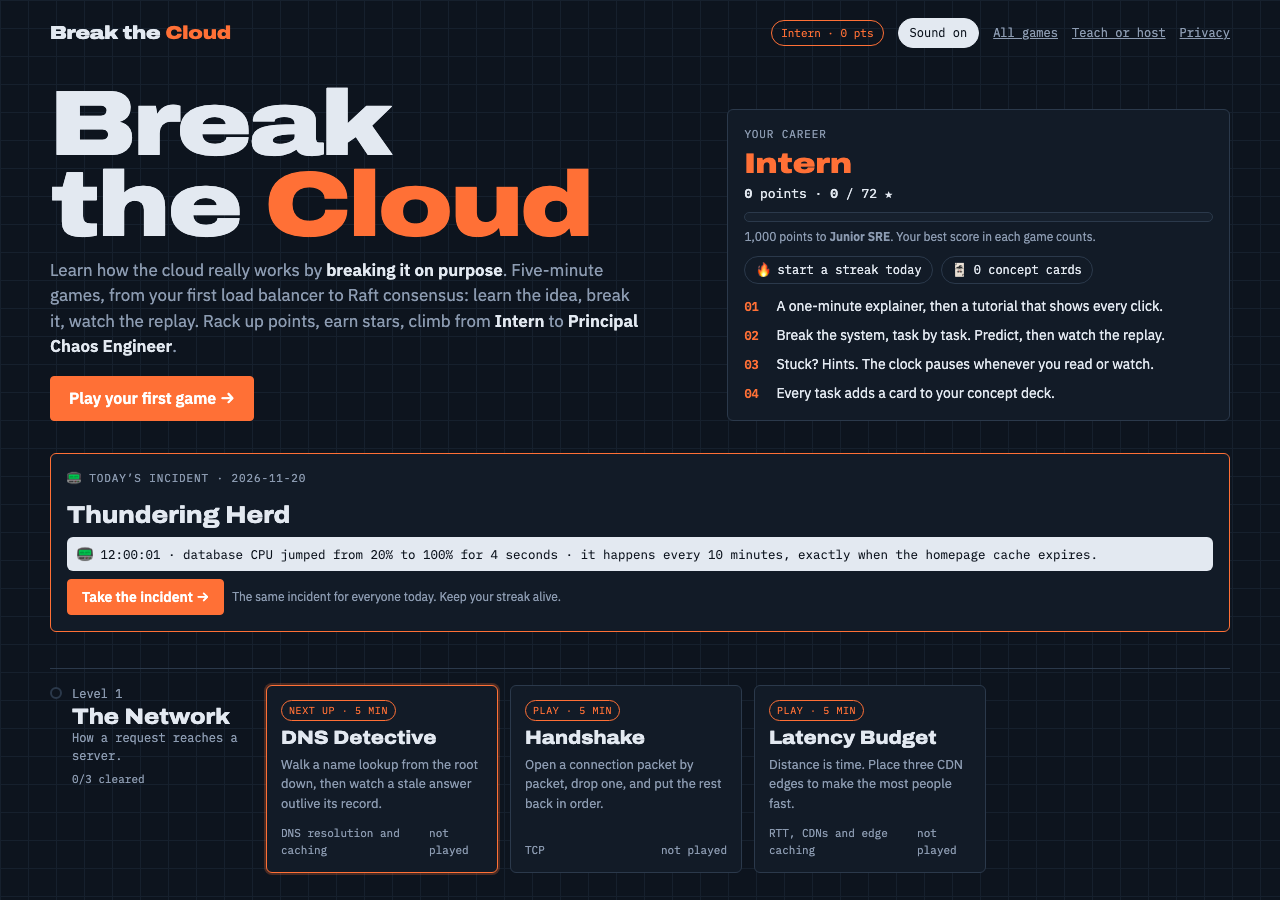 Break the Cloud
Intern · 0 pts
Sound on
All games
Teach or host
Privacy
Break
the Cloud
Learn how the cloud really works by breaking it on purpose. Five-minute
games, from your first load balancer to Raft consensus: learn the idea, break
it, watch the replay. Rack up points, earn stars, climb from Intern to Principal
Chaos Engineer.
Play your first game →
YOUR CAREER
Intern
0 points · 0 / 72 ★
1,000 points to Junior SRE. Your best score in each game counts.
🔥 start a streak today
🃏 0 concept cards
01 A one-minute explainer, then a tutorial that shows every click.
02 Break the system, task by task. Predict, then watch the replay.
03 Stuck? Hints. The clock pauses whenever you read or watch.
04 Every task adds a card to your concept deck.
📟 TODAY'S INCIDENT · 2026-11-20
Thundering Herd
📟 12:00:01 · database CPU jumped from 20% to 100% for 4 seconds · it happens every 10 minutes, exactly when the homepage cache expires.
Take the incident →
The same incident for everyone today. Keep your streak alive.
Level 1
The Network
How a request reaches a
server.
0/3 cleared
NEXT UP · 5 MIN
DNS Detective
Walk a name lookup from the root
down, then watch a stale answer
outlive its record.
DNS resolution and
caching
not
played
PLAY · 5 MIN
Handshake
Open a connection packet by
packet, drop one, and put the rest
back in order.
TCP
not played
PLAY · 5 MIN
Latency Budget
Distance is time. Place three CDN
edges to make the most people
fast.
RTT, CDNs and edge
caching
not
played